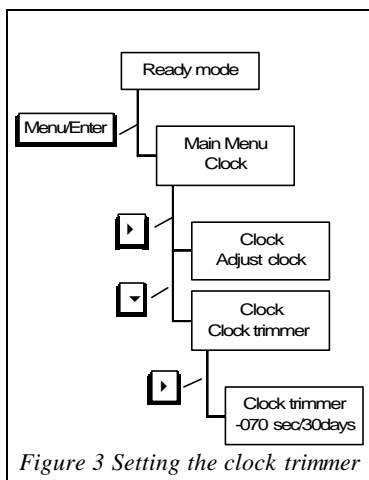 Ready mode
Menu/Enter
Main Menu
Clock
Clock
Adjust clock
Clock
Clock trimmer
Clock trimmer
-070 sec/30days
Figure 3 Setting the clock trimmer